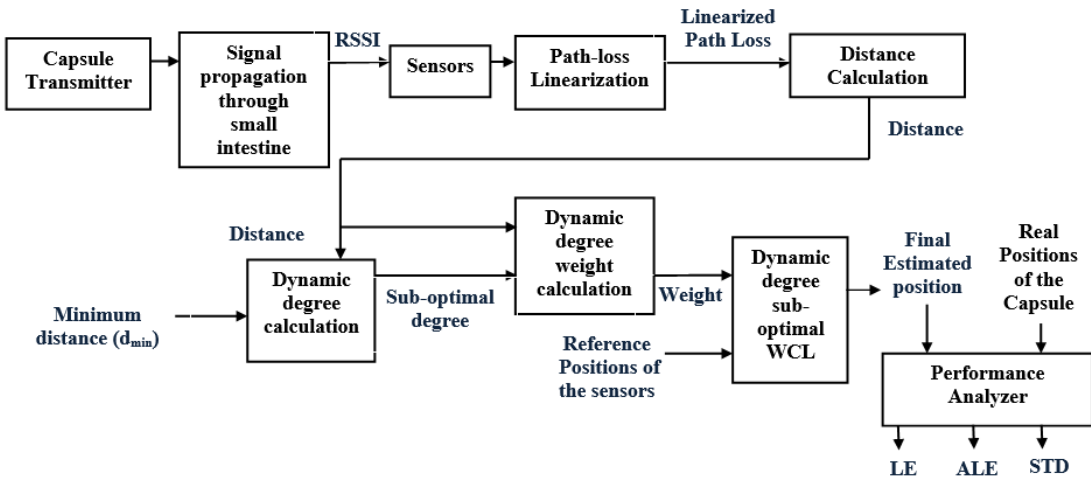 Capsule
Transmitter
Signal
propagation
through
small
intestine
RSSI
Sensors
Path-loss
Linearization
Linearized
Path Loss
Distance
Calculation
Distance
Distance
Minimum
distance (dmin)
Dynamic
degree
calculation
Sub-optimal
degree
Dynamic
degree
weight
calculation
Weight
Reference
Positions of
the sensors
Dynamic
degree
sub-
optimal
WCL
Final
Estimated
position
Real
Positions
of the
Capsule
Performance
Analyzer
LE
ALE
STD